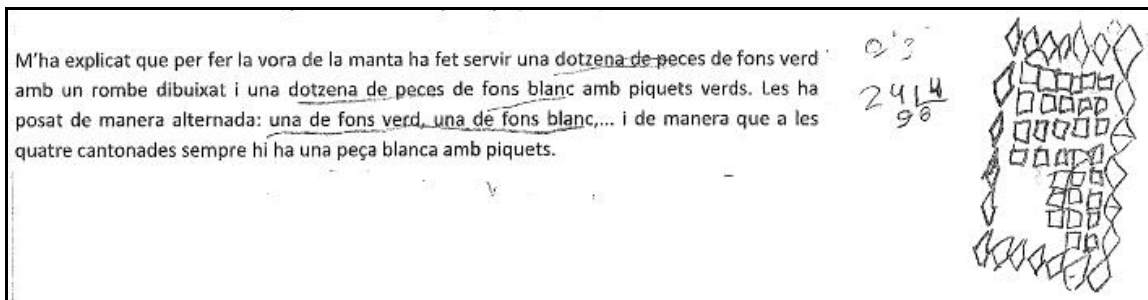 M'ha explicat que per fer la vora de la manta ha fet servir una dotzena de peces de fons verd
amb un rombe dibuixat i una dotzena de peces de fons blanc amb piquets verds. Les ha
posat de manera alternada: una de fons verd, una de fons blanc,... i de manera que a les
quatre cantonades sempre hi ha una peça blanca amb piquets.
24 4